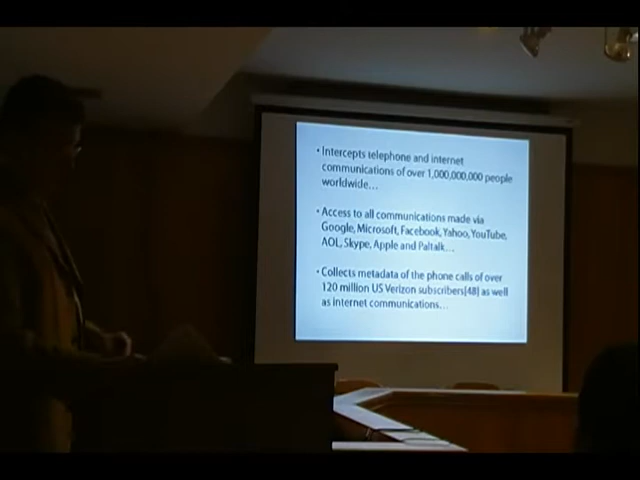 • Intercepts telephone and internet
communications of over 1,000,000,000 people
worldwide...
• Access to all communications made via
Google, Microsoft, Facebook, Yahoo, YouTube,
AOL, Skype, Apple and Paltalk...
• Collects metadata of the phone calls of over
120 million US Verizon subscribers[48] as well
as internet communications...